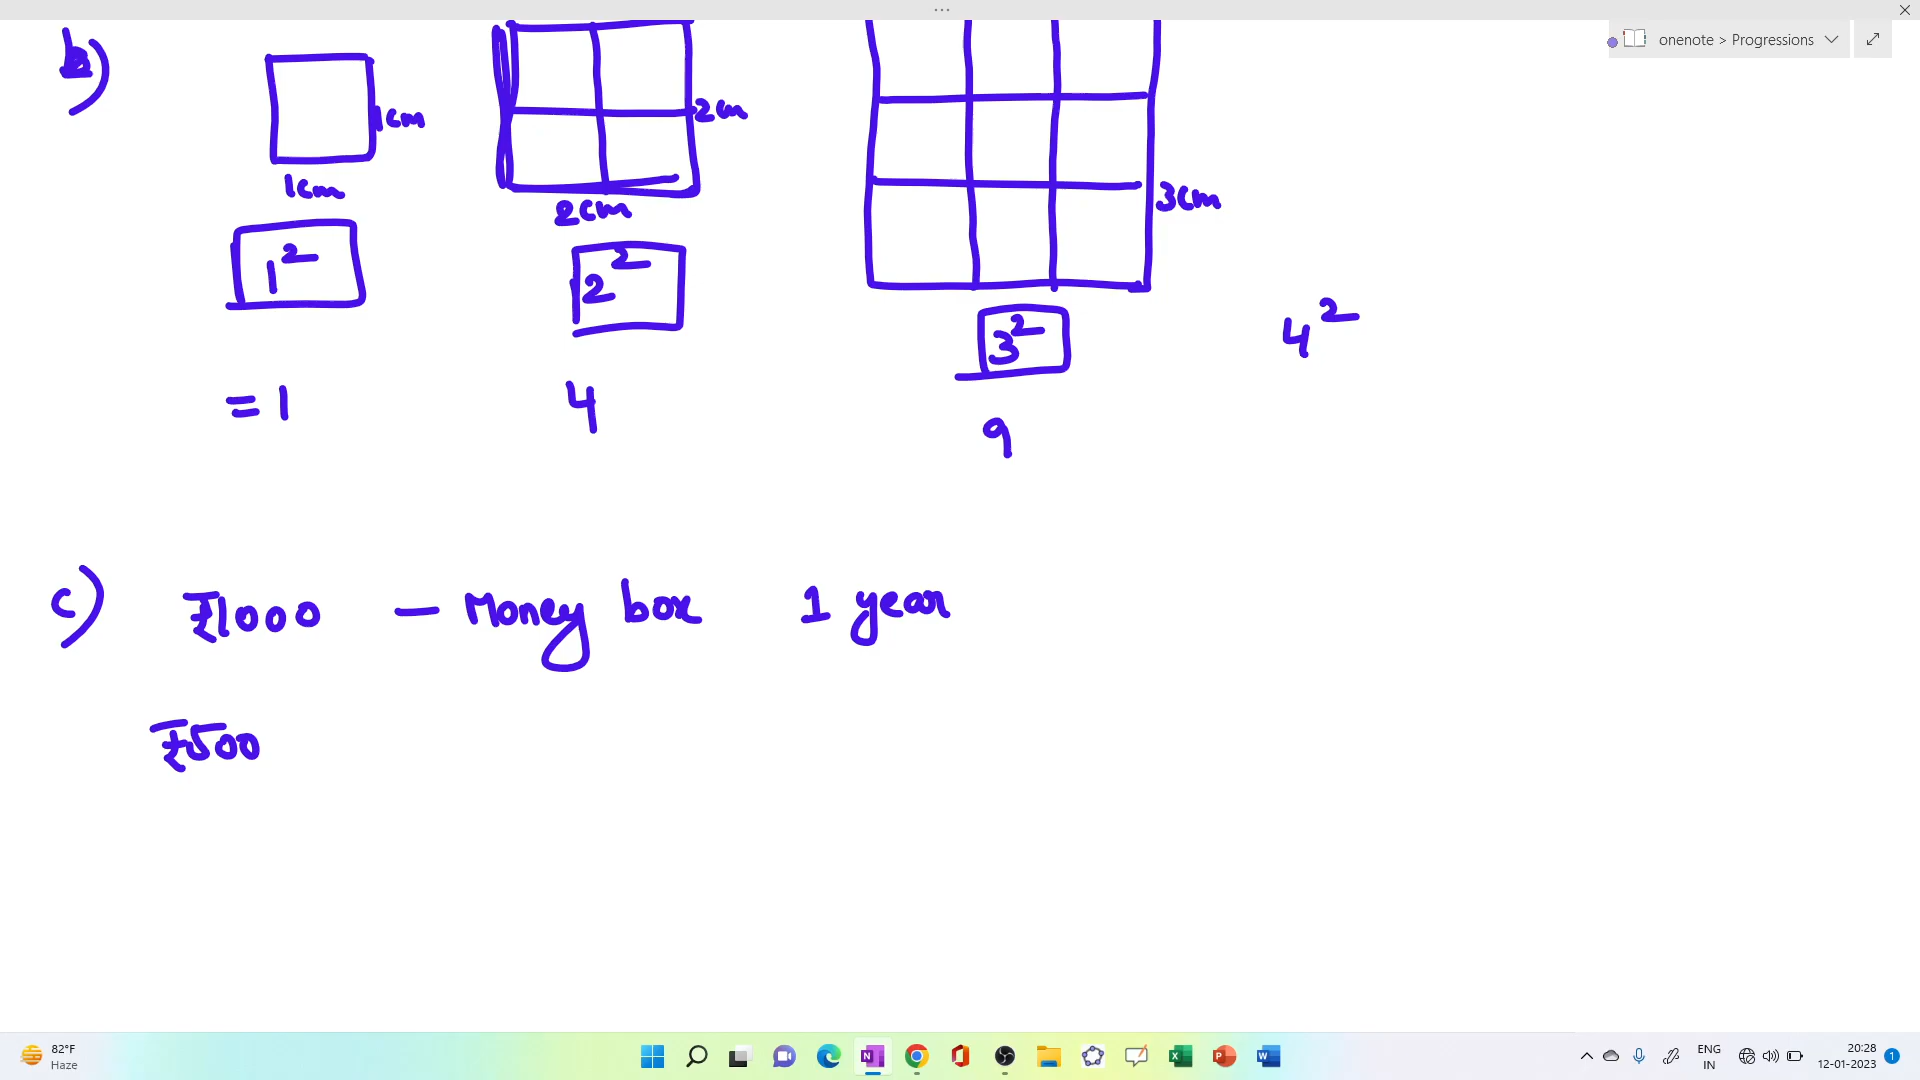 onenote > Progressions
b)
1cm
2cm
1cm
2cm
3cm
1²
2²
3²
4²
= 1
4
9
c) ₹1000 — Money box 1 year
₹500
82°F
Haze
ENG
IN
20:28
12-01-2023
1